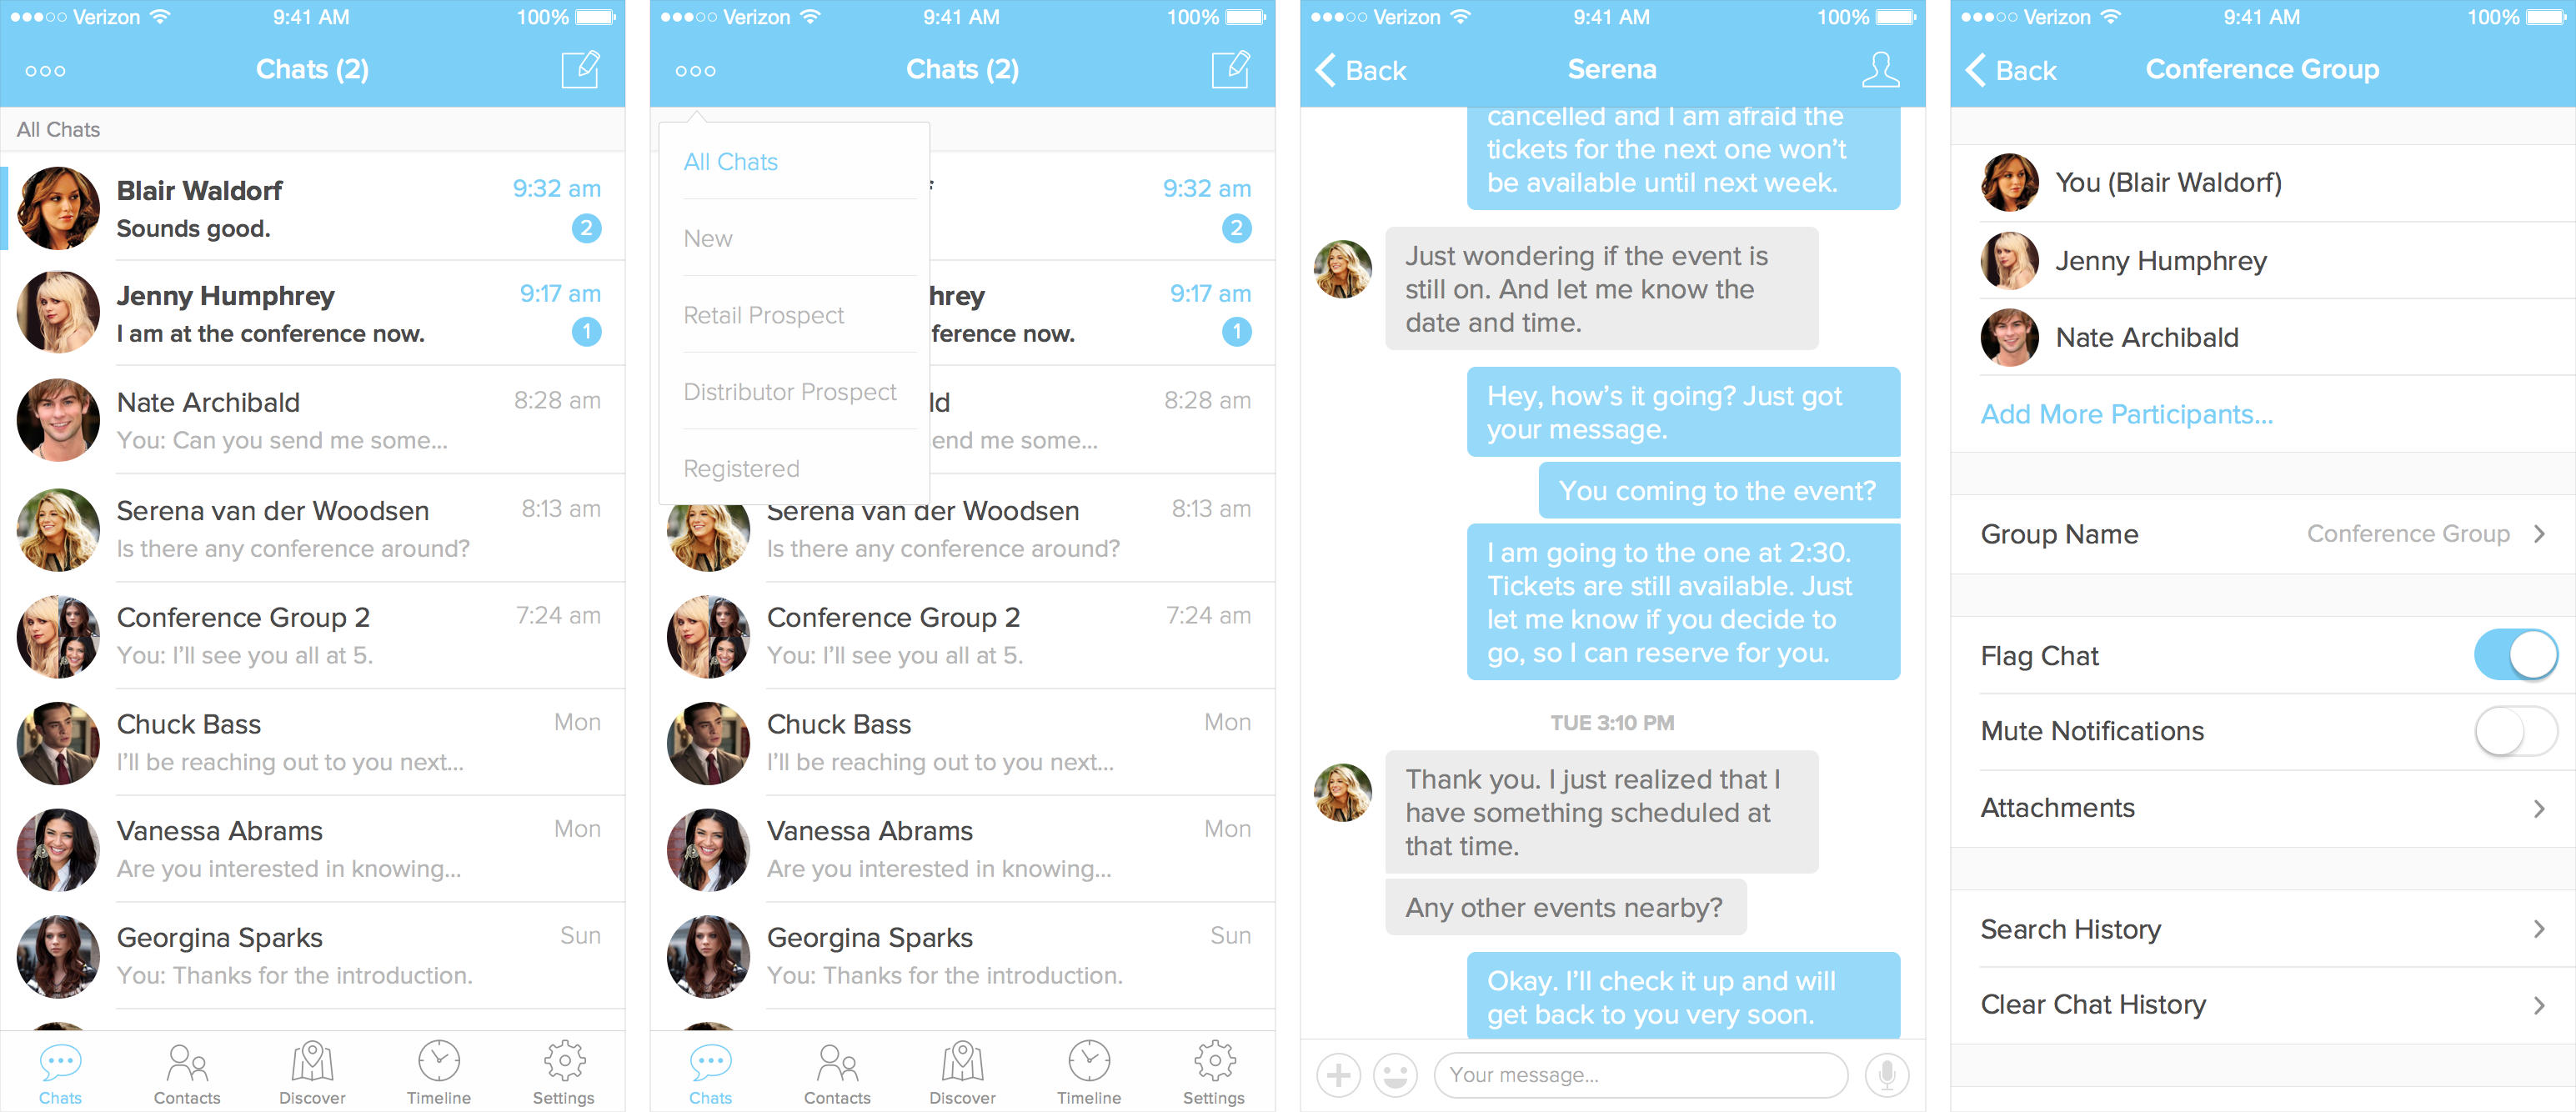 Verizon 9:41 AM 100%
Chats (2)
All Chats
Blair Waldorf 9:32 am
Sounds good. 2
Jenny Humphrey 9:17 am
I am at the conference now. 1
Nate Archibald 8:28 am
You: Can you send me some...
Serena van der Woodsen 8:13 am
Is there any conference around?
Conference Group 2 7:24 am
You: I’ll see you all at 5.
Chuck Bass Mon
I’ll be reaching out to you next...
Vanessa Abrams Mon
Are you interested in knowing...
Georgina Sparks Sun
You: Thanks for the introduction.
Chats Contacts Discover Timeline Settings
Verizon 9:41 AM 100%
Chats (2)
All Chats
New
Retail Prospect
Distributor Prospect
Registered
9:32 am
2
hrey 9:17 am
ference now. 1
ld 8:28 am
end me some...
Serena van der Woodsen 8:13 am
Is there any conference around?
Conference Group 2 7:24 am
You: I’ll see you all at 5.
Chuck Bass Mon
I’ll be reaching out to you next...
Vanessa Abrams Mon
Are you interested in knowing...
Georgina Sparks Sun
You: Thanks for the introduction.
Chats Contacts Discover Timeline Settings
Verizon 9:41 AM 100%
Back Serena
cancelled and I am afraid the
tickets for the next one won’t
be available until next week.
Just wondering if the event is
still on. And let me know the
date and time.
Hey, how’s it going? Just got
your message.
You coming to the event?
I am going to the one at 2:30.
Tickets are still available. Just
let me know if you decide to
go, so I can reserve for you.
TUE 3:10 PM
Thank you. I just realized that I
have something scheduled at
that time.
Any other events nearby?
Okay. I’ll check it up and will
get back to you very soon.
Your message...
Verizon 9:41 AM 100%
Back Conference Group
You (Blair Waldorf)
Jenny Humphrey
Nate Archibald
Add More Participants...
Group Name Conference Group
Flag Chat
Mute Notifications
Attachments
Search History
Clear Chat History